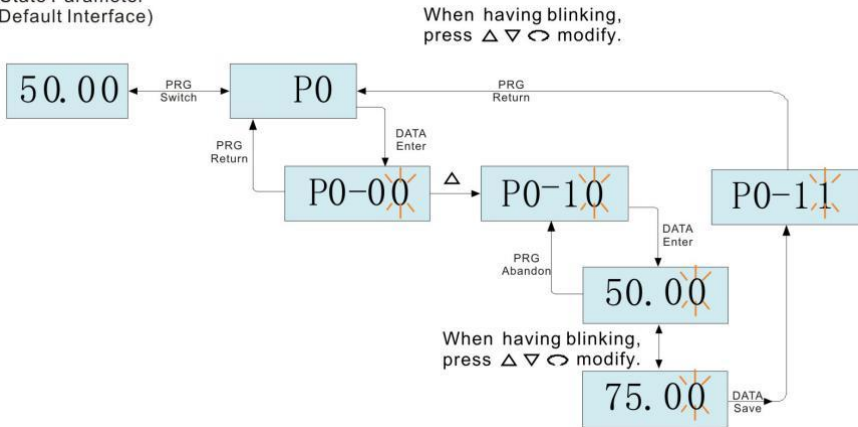 State Parameter
Default Interface)
When having blinking,
press △ ▽ modify.
50.00
PRG
Switch
P0
PRG
Return
PRG
Return
DATA
Enter
P0-00
△
P0-10
P0-11
DATA
Enter
PRG
Abandon
50.00
When having blinking,
press △ ▽ modify.
75.00
DATA
Save